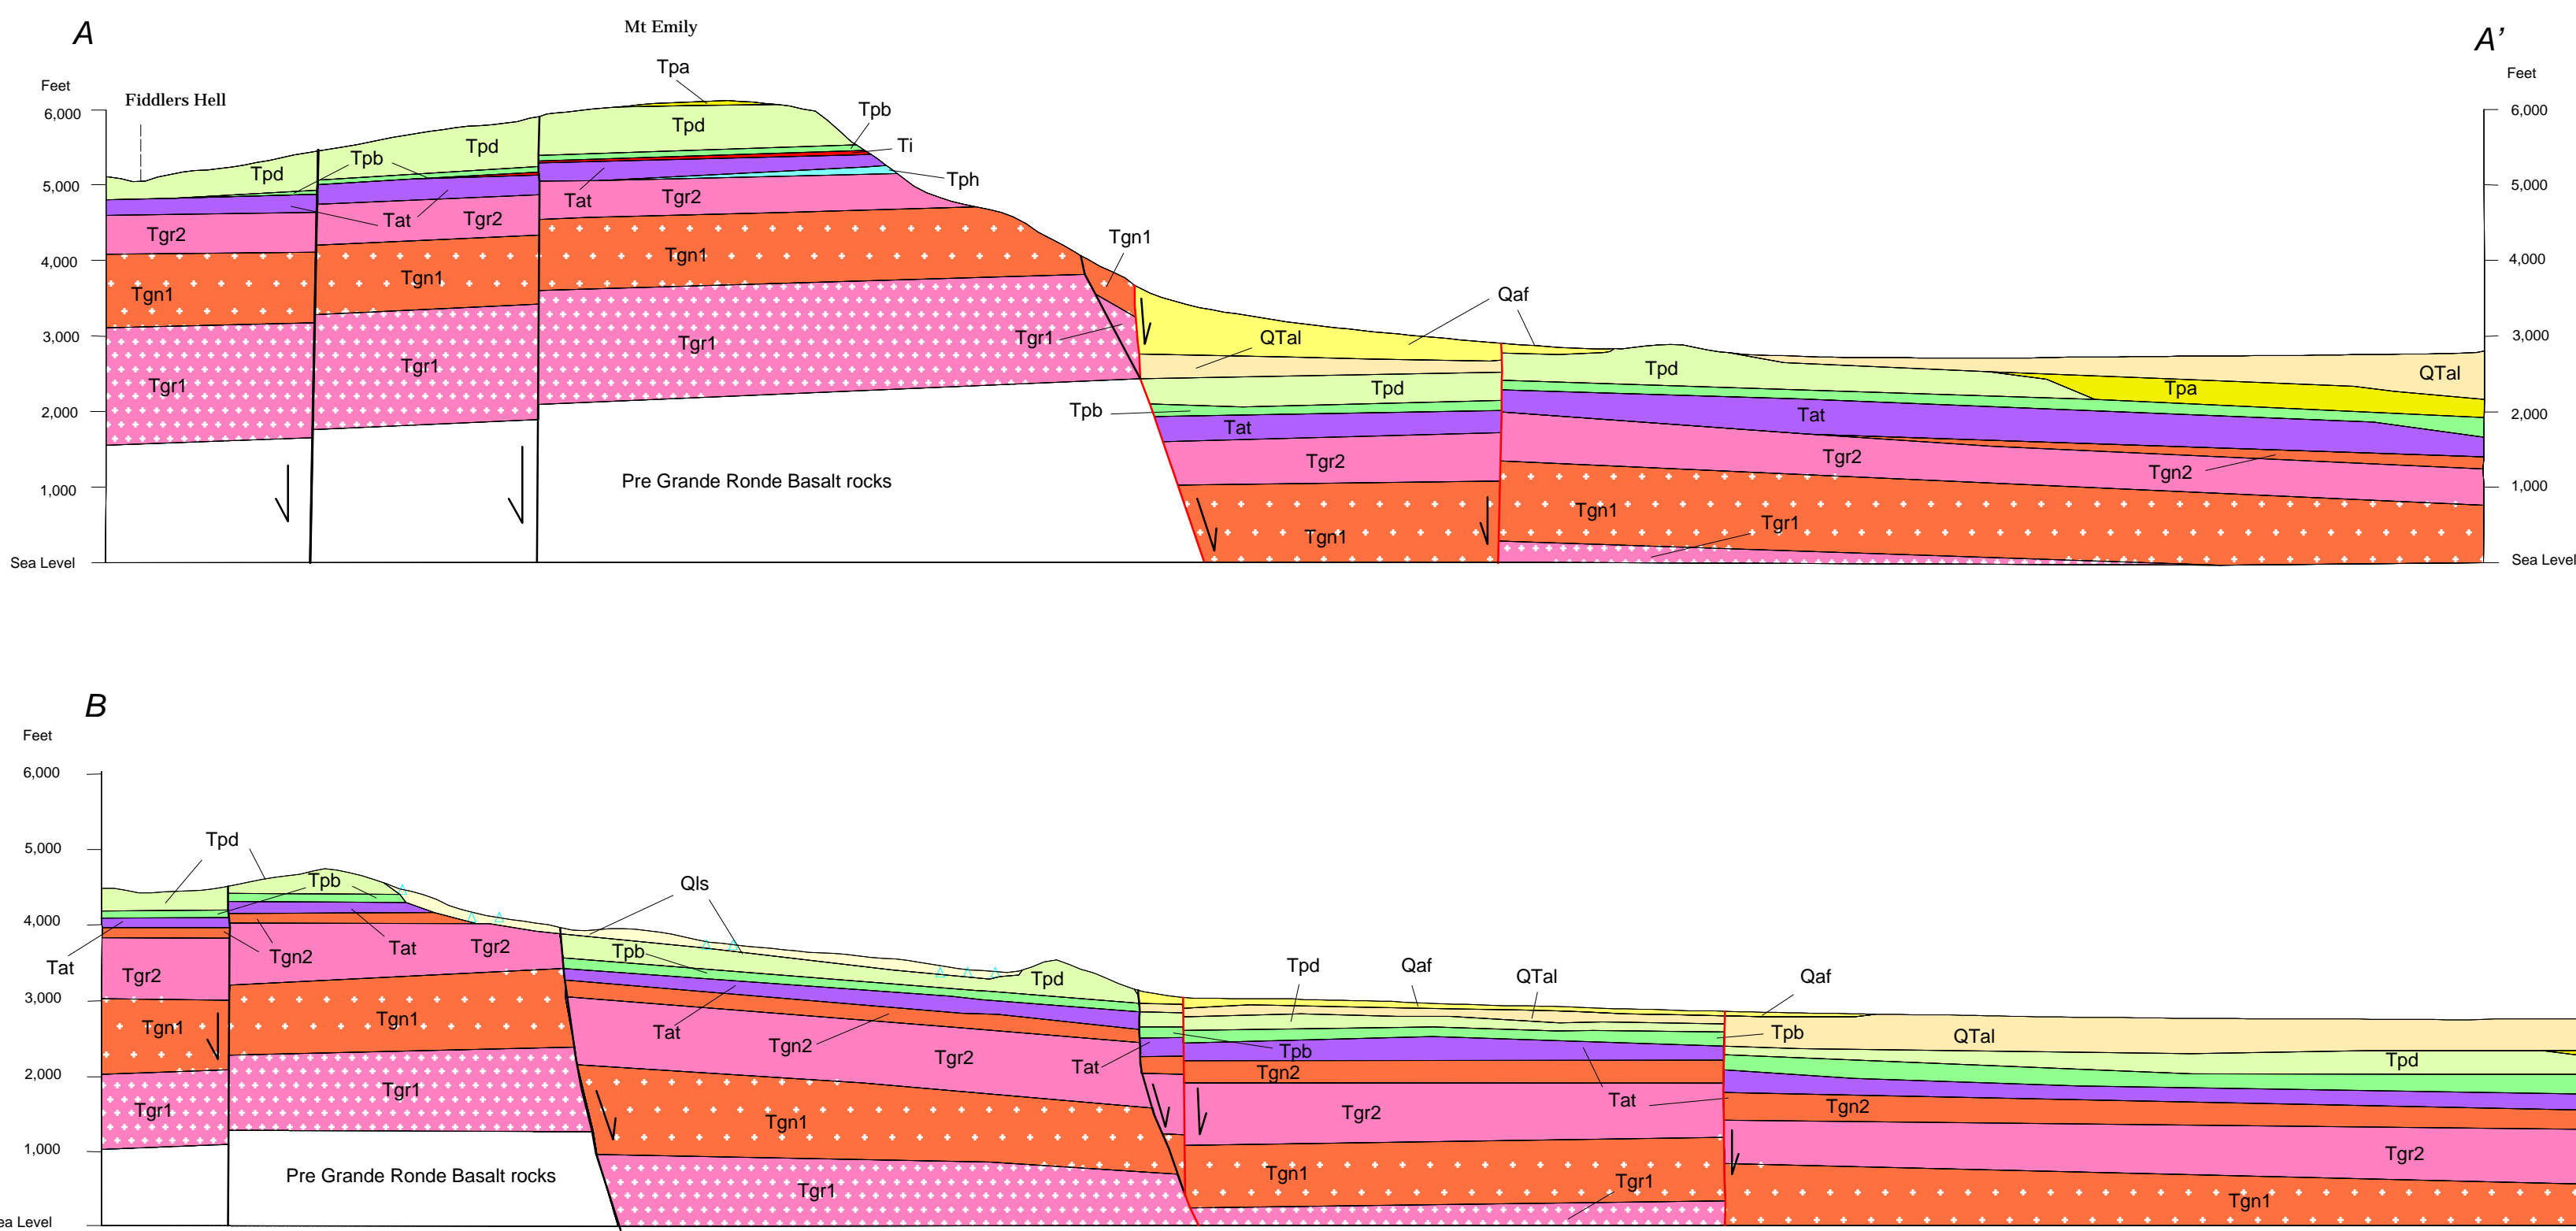 A
Mt Emily
A’
Tpa
Feet
Feet
Fiddlers Hell
6,000
6,000
Tpb
Tpd
Ti
Tpd
Tpb
Tpd
Tph
5,000
5,000
Tat
Tgr2
Tat
Tgr2
Tgr2
Tgn1
4,000
4,000
Tgn1
Tgn1
Tgn1
Qaf
3,000
3,000
Tgr1
QTal
Tgr1
Tgr1
Tgr1
Tpd
QTal
Tpd
Tpa
2,000
2,000
Tpb
Tat
Tat
Tgr2
Tgr2
Tgn2
1,000
1,000
Pre Grande Ronde Basalt rocks
Tgn1
Tgr1
Tgn1
Sea Level
Sea Level
B
Feet
6,000
5,000
Tpd
Tpb
Qls
4,000
Tat
Tgn2
Tat
Tgr2
Tpb
Tgr2
Tpd
Tpd
Qaf
QTal
Qaf
3,000
Tgn1
Tgn1
Tat
Tgn2
Tgr2
Tat
Tpb
Tpb
QTal
Tpd
2,000
Tgn2
Tgr1
Tgr1
Tgr2
Tat
Tgn2
1,000
Tgn1
Tgr2
Pre Grande Ronde Basalt rocks
Tgr1
Tgn1
Tgr1
Tgn1
ea Level